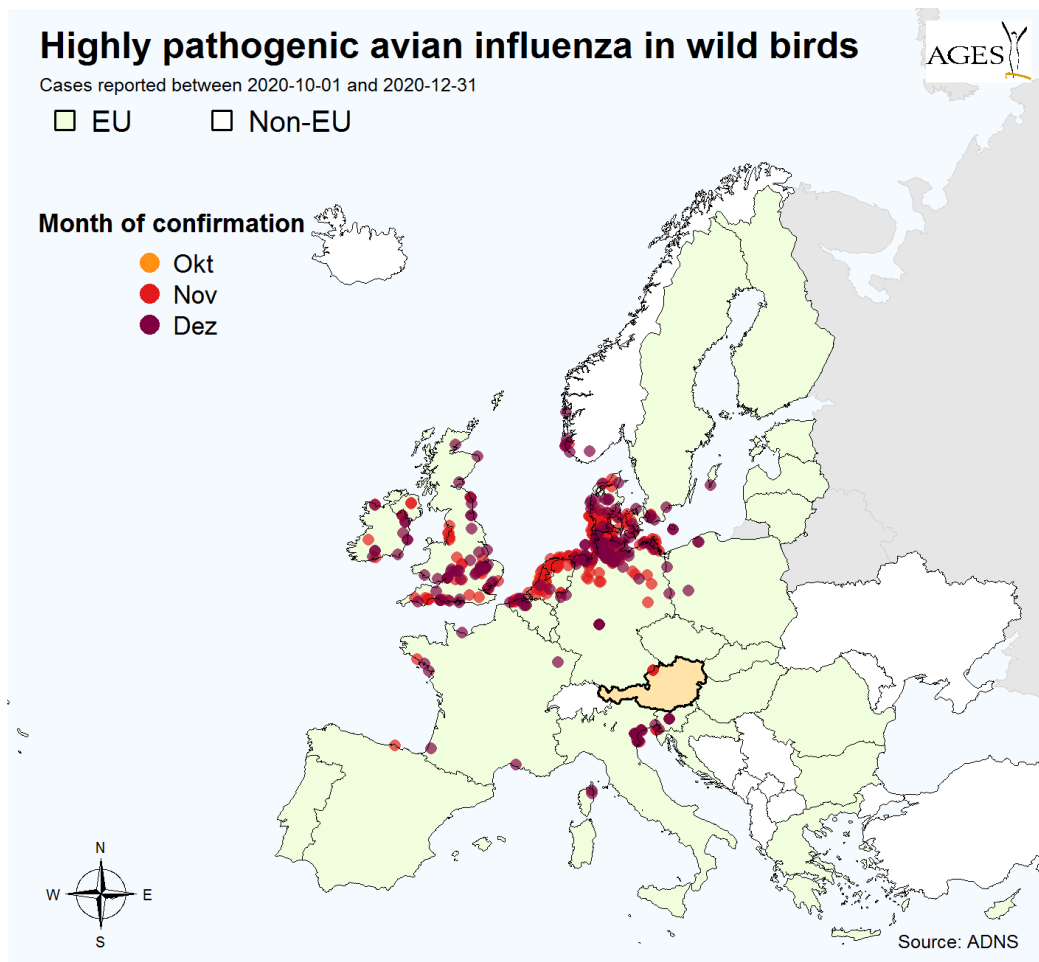 Highly pathogenic avian influenza in wild birds
AGES
Cases reported between 2020-10-01 and 2020-12-31
EU
Non-EU
Month of confirmation
Okt
Nov
Dez
N
W
E
S
Source: ADNS